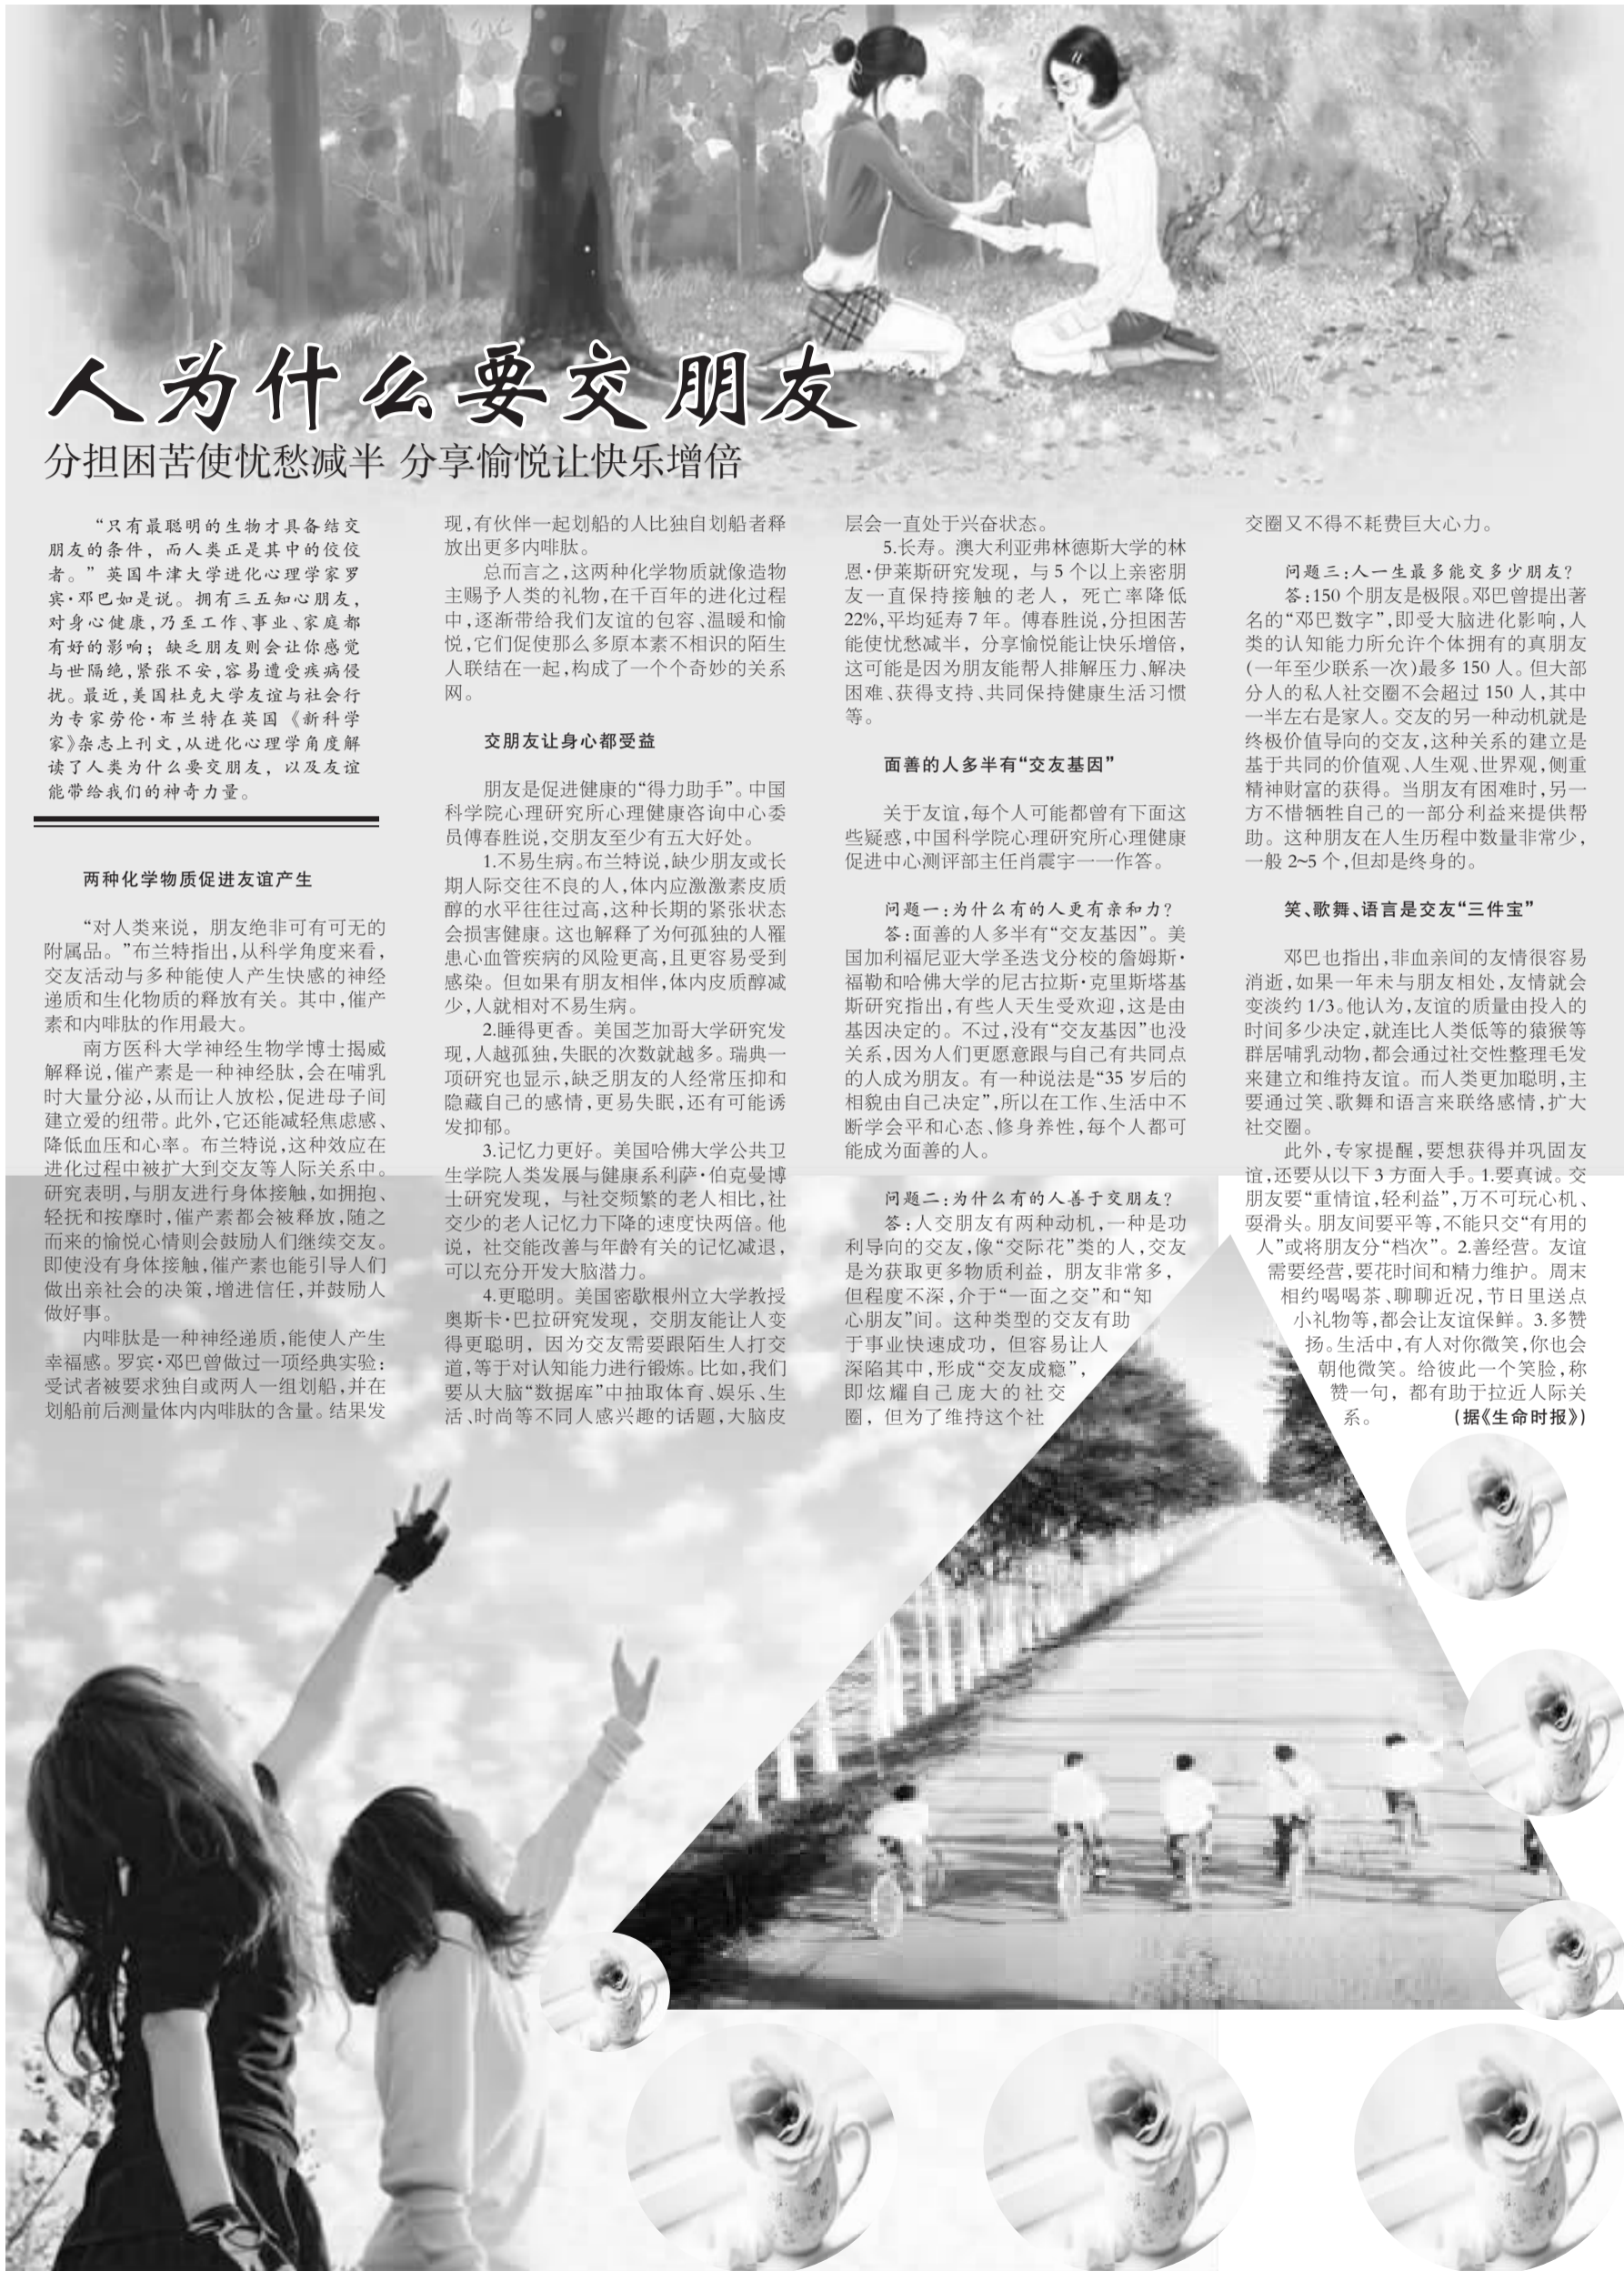 人为什么要交朋友
分担困苦使忧愁减半 分享愉悦让快乐增倍
“只有最聪明的生物才具备结交
朋友的条件，而人类正是其中的佼佼
者。”英国牛津大学进化心理学家罗
宾·邓巴如是说。拥有三五知心朋友，
对身心健康，乃至工作、事业、家庭都
有好的影响；缺乏朋友则会让你感觉
与世隔绝，紧张不安，容易遭受疾病侵
扰。最近，美国杜克大学友谊与社会行
为专家劳伦·布兰特在英国《新科学
家》杂志上刊文，从进化心理学角度解
读了人类为什么要交朋友，以及友谊
能带给我们的神奇力量。
两种化学物质促进友谊产生
“对人类来说，朋友绝非可有可无的
附属品。”布兰特指出，从科学角度来看，
交友活动与多种能使人产生快感的神经
递质和生化物质的释放有关。其中，催产
素和内啡肽的作用最大。
南方医科大学神经生物学博士揭威
解释说，催产素是一种神经肽，会在哺乳
时大量分泌，从而让人放松，促进母子间
建立爱的纽带。此外，它还能减轻焦虑感、
降低血压和心率。布兰特说，这种效应在
进化过程中被扩大到交友等人际关系中。
研究表明，与朋友进行身体接触，如拥抱、
轻抚和按摩时，催产素都会被释放，随之
而来的愉悦心情则会鼓励人们继续交友。
即使没有身体接触，催产素也能引导人们
做出亲社会的决策，增进信任，并鼓励人
做好事。
内啡肽是一种神经递质，能使人产生
幸福感。罗宾·邓巴曾做过一项经典实验：
受试者被要求独自或两人一组划船，并在
划船前后测量体内内啡肽的含量。结果发
现，有伙伴一起划船的人比独自划船者释
放出更多内啡肽。
总而言之，这两种化学物质就像造物
主赐予人类的礼物，在千百年的进化过程
中，逐渐带给我们友谊的包容、温暖和愉
悦，它们促使那么多原本素不相识的陌生
人联结在一起，构成了一个个奇妙的关系
网。
交朋友让身心都受益
朋友是促进健康的“得力助手”。中国
科学院心理研究所心理健康咨询中心委
员傅春胜说，交朋友至少有五大好处。
1.不易生病。布兰特说，缺少朋友或长
期人际交往不良的人，体内应激激素皮质
醇的水平往往过高，这种长期的紧张状态
会损害健康。这也解释了为何孤独的人罹
患心血管疾病的风险更高，且更容易受到
感染。但如果有朋友相伴，体内皮质醇减
少，人就相对不易生病。
2.睡得更香。美国芝加哥大学研究发
现，人越孤独，失眠的次数就越多。瑞典一
项研究也显示，缺乏朋友的人经常压抑和
隐藏自己的感情，更易失眠，还有可能诱
发抑郁。
3.记忆力更好。美国哈佛大学公共卫
生学院人类发展与健康系利萨·伯克曼博
士研究发现，与社交频繁的老人相比，社
交少的老人记忆力下降的速度快两倍。他
说，社交能改善与年龄有关的记忆减退，
可以充分开发大脑潜力。
4.更聪明。美国密歇根州立大学教授
奥斯卡·巴拉研究发现，交朋友能让人变
得更聪明，因为交友需要跟陌生人打交
道，等于对认知能力进行锻炼。比如，我们
要从大脑“数据库”中抽取体育、娱乐、生
活、时尚等不同人感兴趣的话题，大脑皮
层会一直处于兴奋状态。
5.长寿。澳大利亚弗林德斯大学的林
恩·伊莱斯研究发现，与5个以上亲密朋
友一直保持接触的老人，死亡率降低
22%，平均延寿7年。傅春胜说，分担困苦
能使忧愁减半，分享愉悦能让快乐增倍，
这可能是因为朋友能帮人排解压力、解决
困难、获得支持、共同保持健康生活习惯
等。
面善的人多半有“交友基因”
关于友谊，每个人可能都曾有下面这
些疑惑，中国科学院心理研究所心理健康
促进中心测评部主任肖震宇一一作答。
问题一：为什么有的人更有亲和力？
答：面善的人多半有“交友基因”。美
国加利福尼亚大学圣迭戈分校的詹姆斯·
福勒和哈佛大学的尼古拉斯·克里斯塔基
斯研究指出，有些人天生受欢迎，这是由
基因决定的。不过，没有“交友基因”也没
关系，因为人们更愿意跟与自己有共同点
的人成为朋友。有一种说法是“35岁后的
相貌由自己决定”，所以在工作、生活中不
断学会平和心态、修身养性，每个人都可
能成为面善的人。
问题二：为什么有的人善于交朋友？
答：人交朋友有两种动机，一种是功
利导向的交友，像“交际花”类的人，交友
是为获取更多物质利益，朋友非常多，
但程度不深，介于“一面之交”和“知
心朋友”间。这种类型的交友有助
于事业快速成功，但容易让人
深陷其中，形成“交友成瘾”，
即炫耀自己庞大的社交
圈，但为了维持这个社
交圈又不得不耗费巨大心力。
问题三：人一生最多能交多少朋友？
答：150个朋友是极限。邓巴曾提出著
名的“邓巴数字”，即受大脑进化影响，人
类的认知能力所允许个体拥有的真朋友
（一年至少联系一次）最多150人。但大部
分人的私人社交圈不会超过150人，其中
一半左右是家人。交友的另一种动机就是
终极价值导向的交友，这种关系的建立是
基于共同的价值观、人生观、世界观，侧重
精神财富的获得。当朋友有困难时，另一
方不惜牺牲自己的一部分利益来提供帮
助。这种朋友在人生历程中数量非常少，
一般2~5个，但却是终身的。
笑、歌舞、语言是交友“三件宝”
邓巴也指出，非血亲间的友情很容易
消逝，如果一年未与朋友相处，友情就会
变淡约1/3。他认为，友谊的质量由投入的
时间多少决定，就连比人类低等的猿猴等
群居哺乳动物，都会通过社交性整理毛发
来建立和维持友谊。而人类更加聪明，主
要通过笑、歌舞和语言来联络感情，扩大
社交圈。
此外，专家提醒，要想获得并巩固友
谊，还要从以下3方面入手。1.要真诚。交
朋友要“重情谊，轻利益”，万不可玩心机、
耍滑头。朋友间要平等，不能只交“有用的
人”或将朋友分“档次”。2.善经营。友谊
需要经营，要花时间和精力维护。周末
相约喝喝茶、聊聊近况，节日里送点
小礼物等，都会让友谊保鲜。3.多赞
扬。生活中，有人对你微笑，你也会
朝他微笑。给彼此一个笑脸，称
赞一句，都有助于拉近人际关
系。 （据《生命时报》）